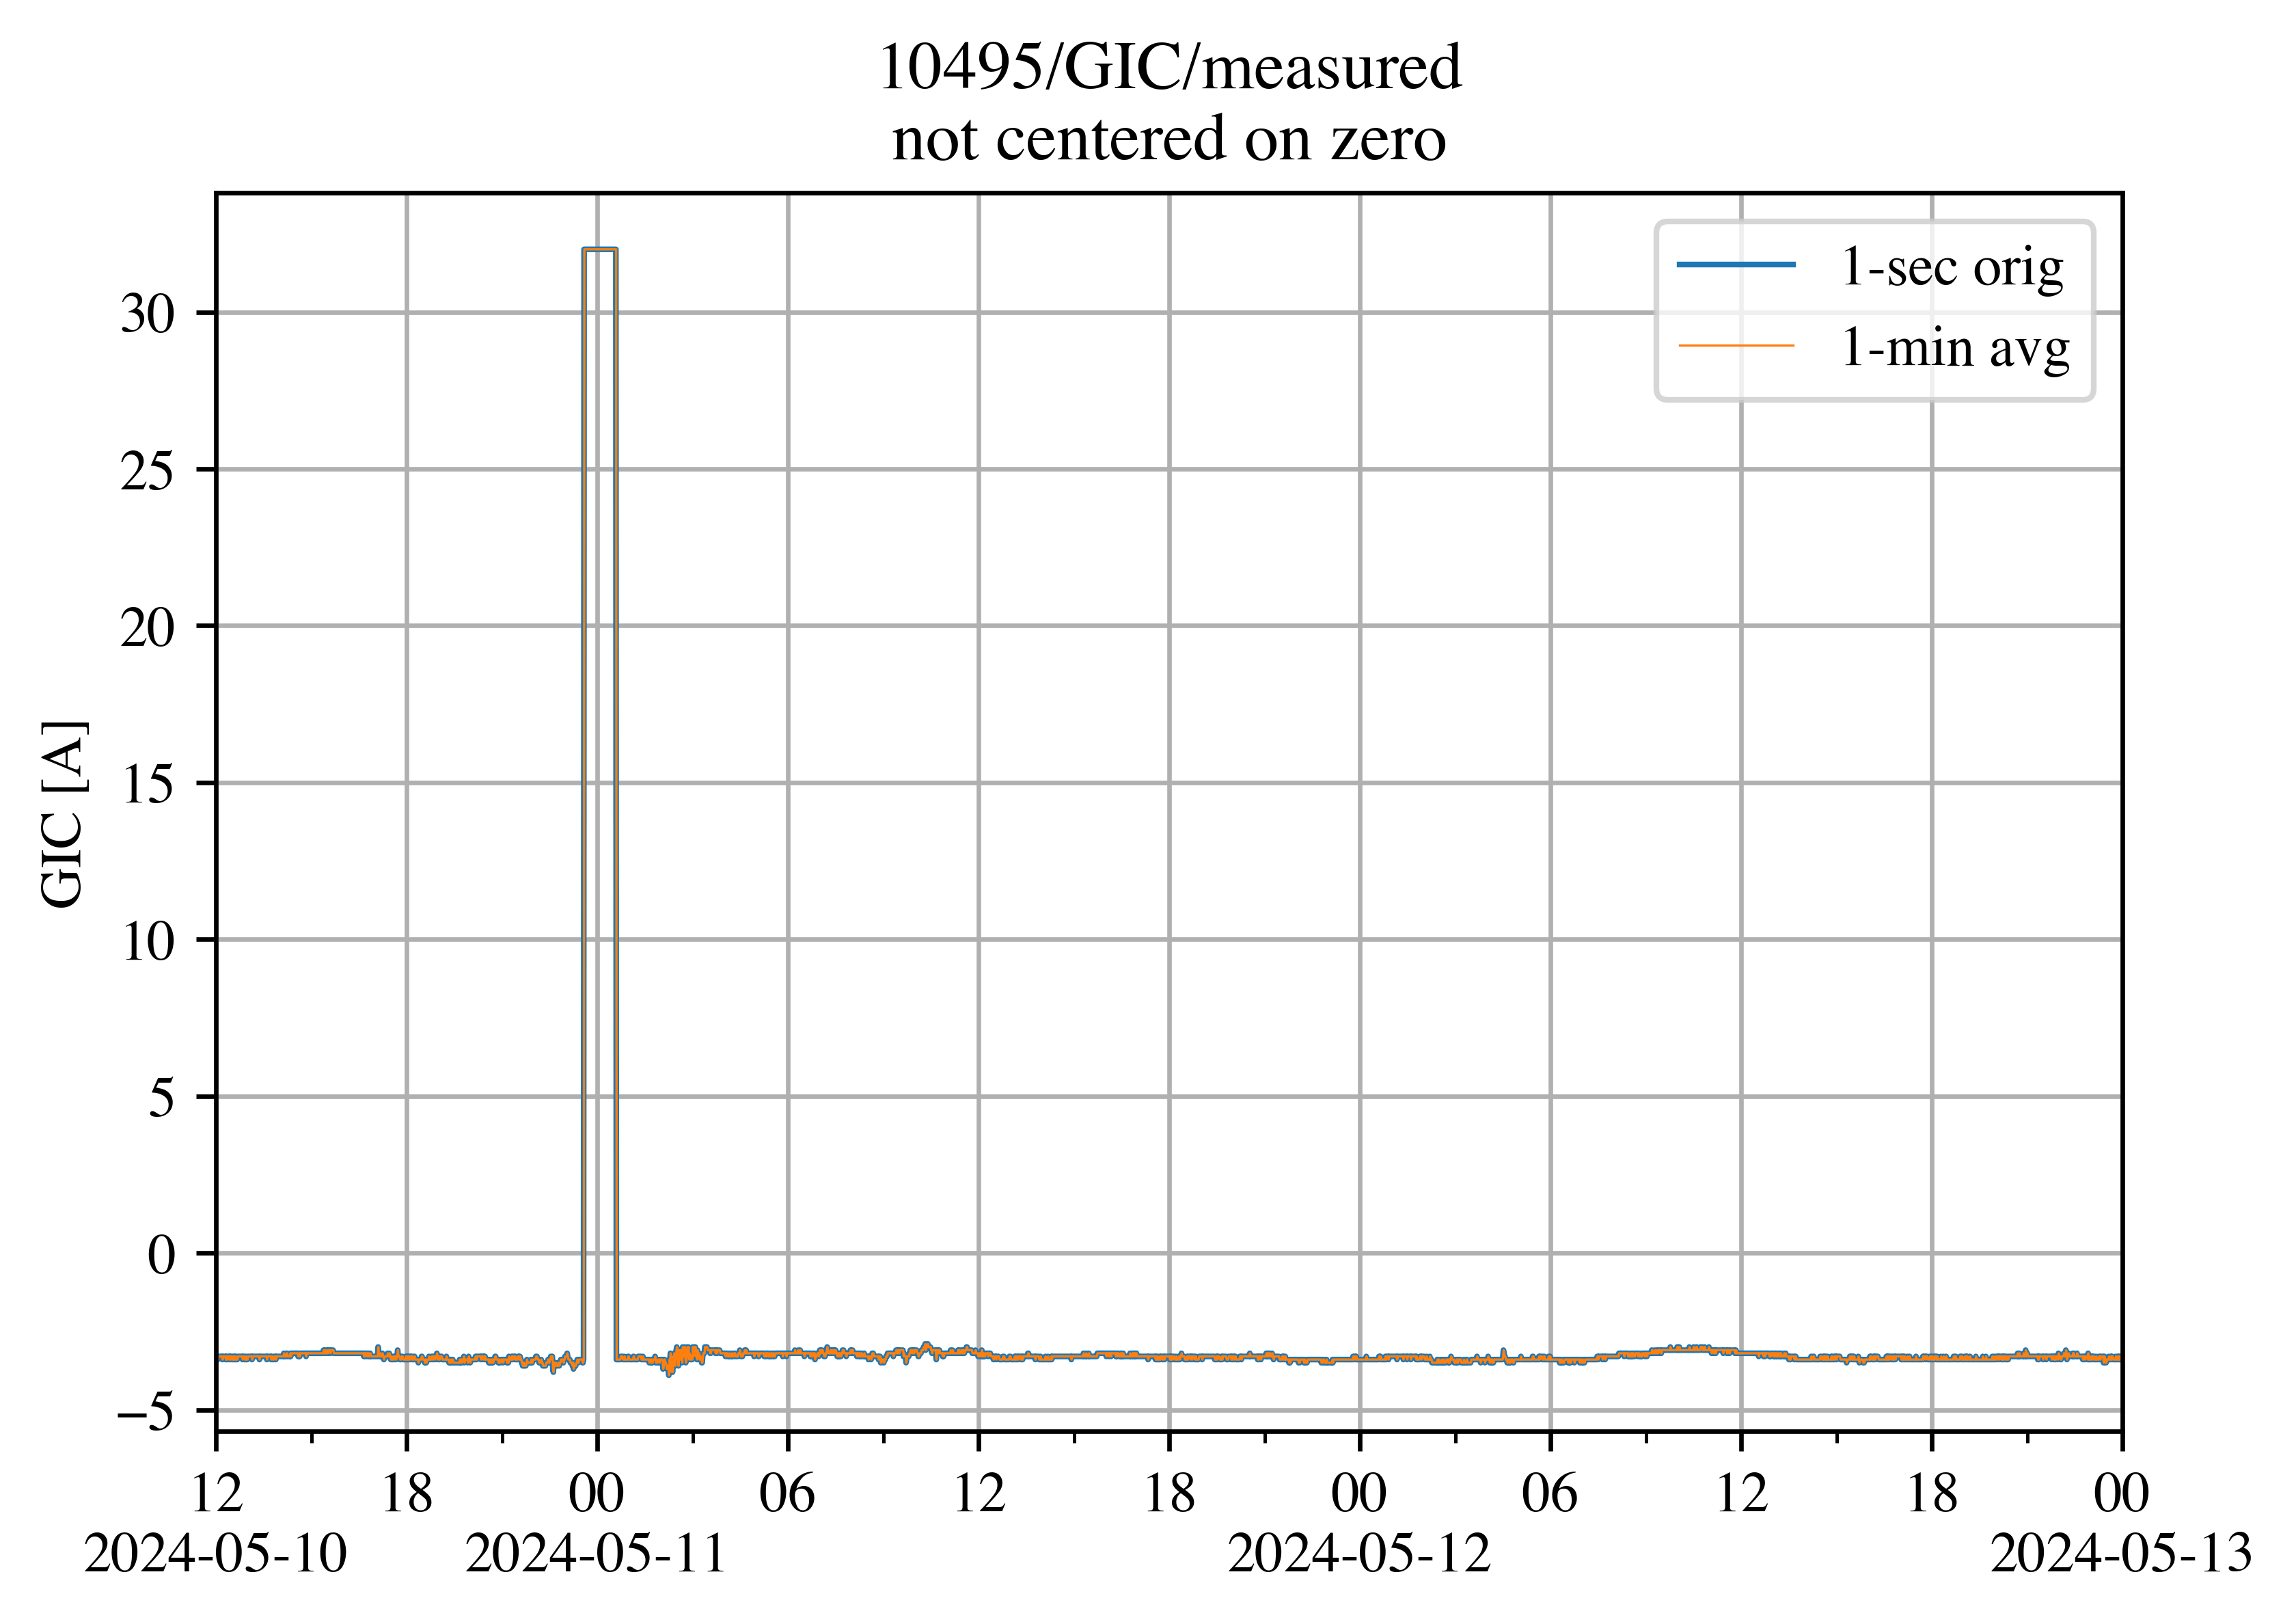 10495/GIC/measured
not centered on zero
1-sec orig
1-min avg
GIC [A]
30
25
20
15
10
5
0
−5
12 18 00 06 12 18 00 06 12 18 00
2024-05-10 2024-05-11 2024-05-12 2024-05-13